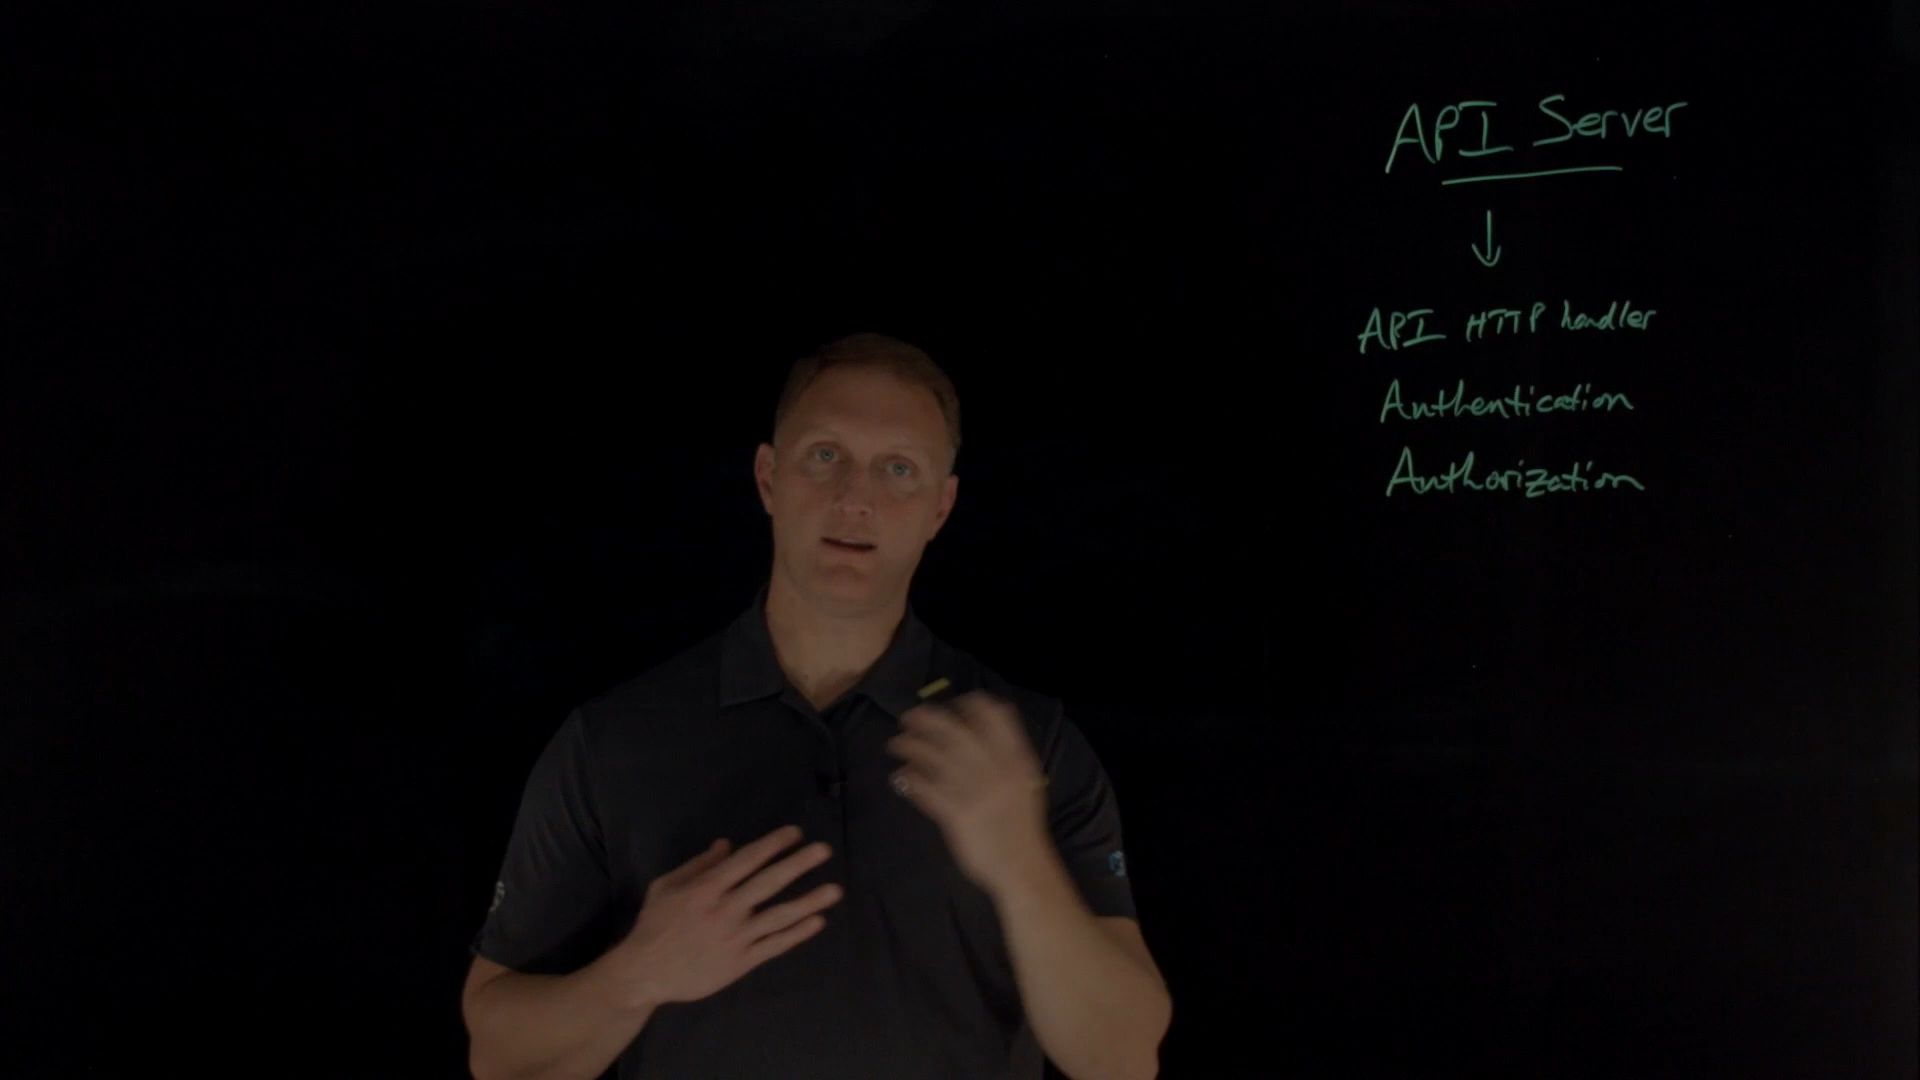 API Server
API HTTP handler
Authentication
Authorization